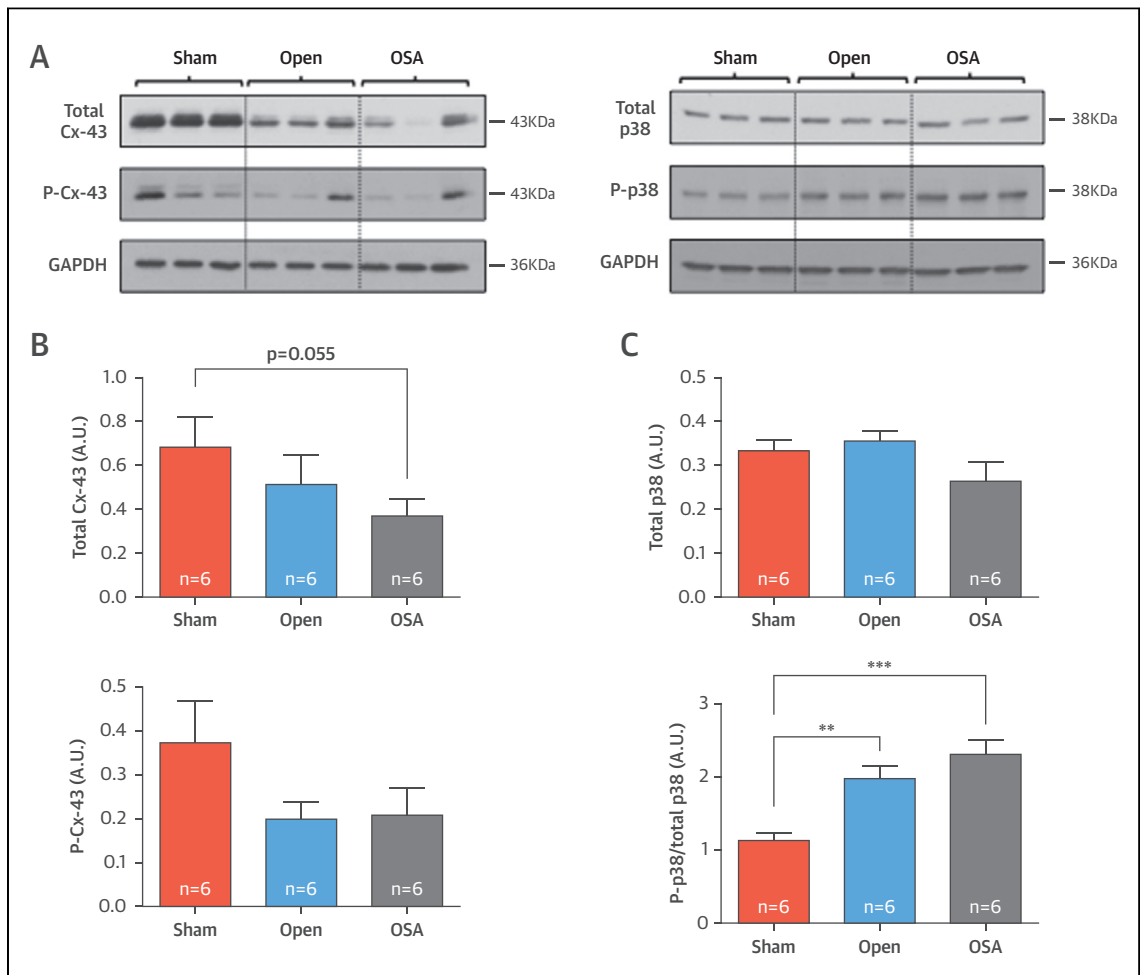 A
Sham Open OSA
Total Cx-43
43KDa
P-Cx-43
43KDa
GAPDH
36KDa
Sham Open OSA
Total p38
38KDa
P-p38
38KDa
GAPDH
36KDa
B
p=0.055
Total Cx-43 (A.U.)
1.0
0.8
0.6
0.4
0.2
0.0
n=6 n=6 n=6
Sham Open OSA
P-Cx-43 (A.U.)
0.5
0.4
0.3
0.2
0.1
0.0
n=6 n=6 n=6
Sham Open OSA
C
Total p38 (A.U.)
0.5
0.4
0.3
0.2
0.1
0.0
n=6 n=6 n=6
Sham Open OSA
P-p38/total p38 (A.U.)
***
**
3
2
1
0
n=6 n=6 n=6
Sham Open OSA